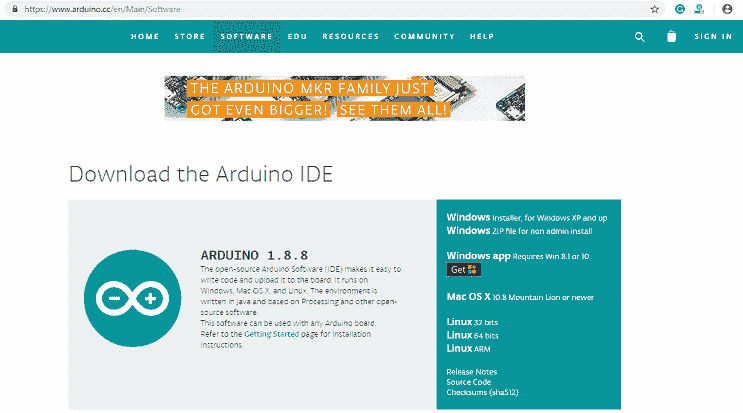 https://www.arduino.cc/en/Main/Software
HOME STORE SOFTWARE EDU RESOURCES COMMUNITY HELP SIGN IN
THE ARDUINO MKR FAMILY JUST
GOT EVEN BIGGER! SEE THEM ALL!
Download the Arduino IDE
ARDUINO 1.8.8
The open-source Arduino Software (IDE) makes it easy to
write code and upload it to the board. It runs on
Windows, Mac OS X, and Linux. The environment is
written in Java and based on Processing and other open-
source software.
This software can be used with any Arduino board.
Refer to the Getting Started page for Installation
instructions.
Windows Installer, for Windows XP and up
Windows ZIP file for non admin install
Windows app Requires Win 8.1 or 10
Get
Mac OS X 10.8 Mountain Lion or newer
Linux 32 bits
Linux 64 bits
Linux ARM
Release Notes
Source Code
Checksums (sha512)